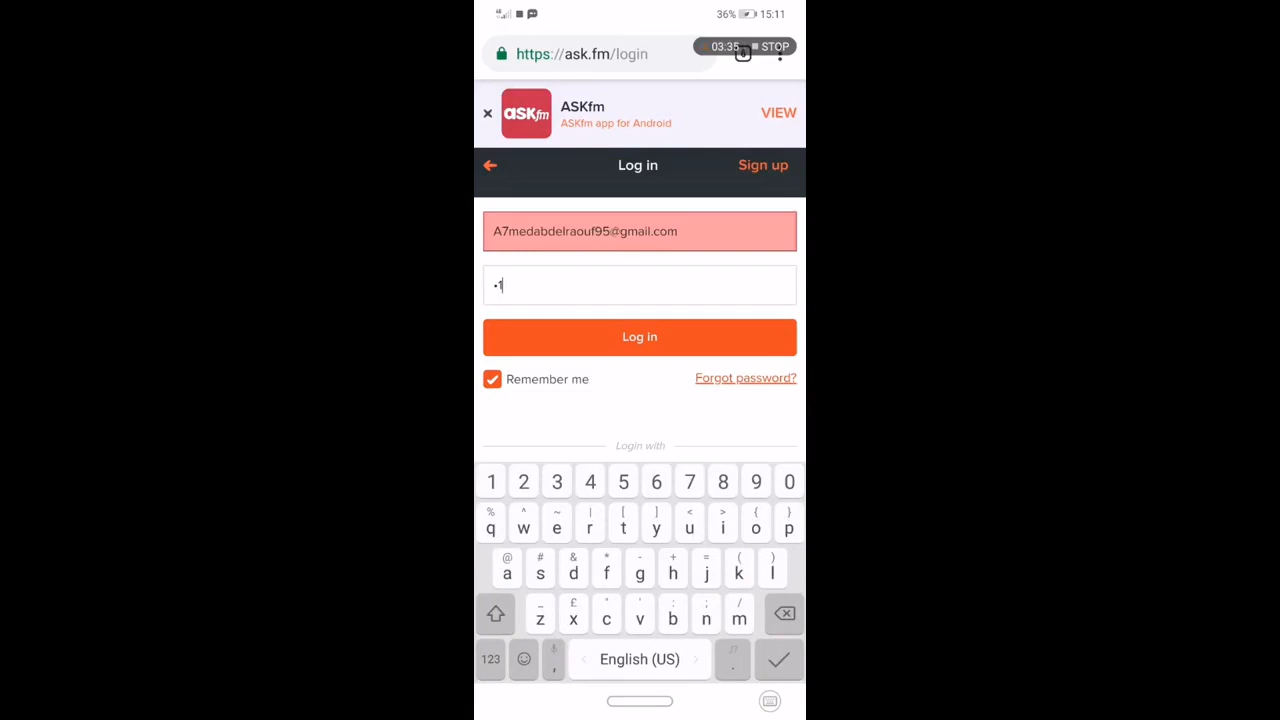 36% 15:11
https://ask.fm/login
03:35 STOP
ASKfm
ASKfm app for Android
VIEW
Log in
Sign up
A7medabdelraouf95@gmail.com
•1
Log in
Remember me
Forgot password?
Login with
1 2 3 4 5 6 7 8 9 0
% ^ ~ | [ ] < > { }
q w e r t y u i o p
@ # & * - + = ( )
a s d f g h j k l
_ £ " ' : ; /
z x c v b n m
123 , English (US) .